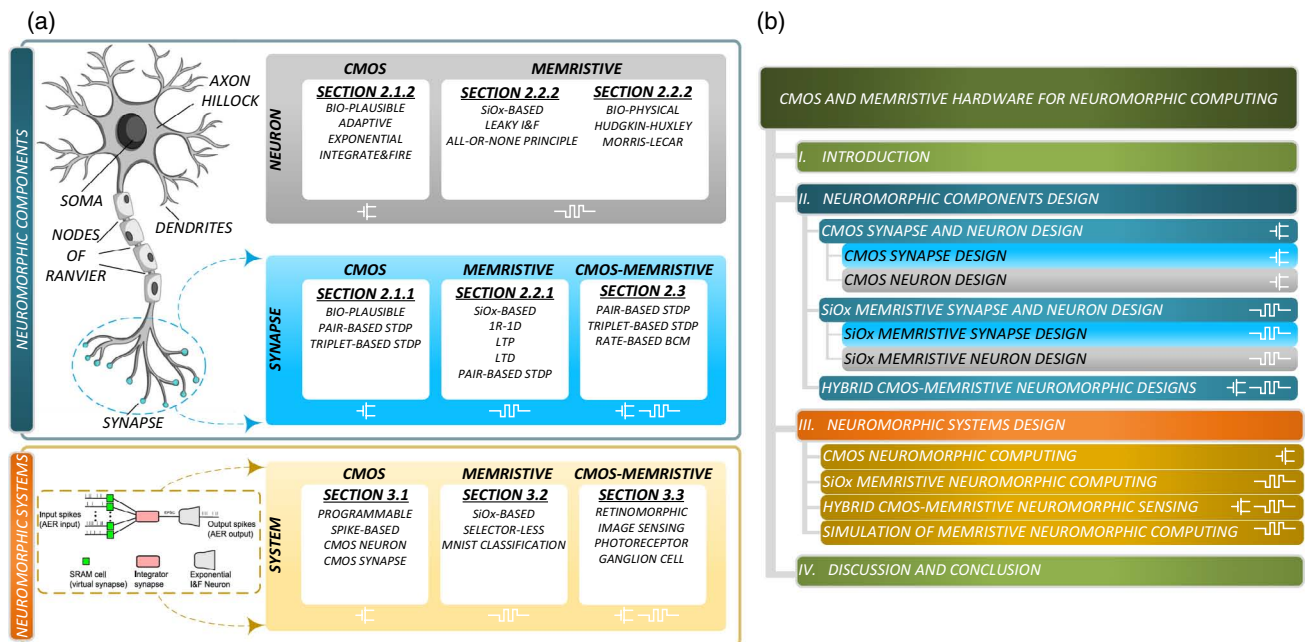 (a)
NEUROMORPHIC COMPONENTS
AXON
HILLOCK
SOMA
DENDRITES
NODES
OF
RANVIER
SYNAPSE
NEURON
CMOS
SECTION 2.1.2
BIO-PLAUSIBLE
ADAPTIVE
EXPONENTIAL
INTEGRATE&FIRE
MEMRISTIVE
SECTION 2.2.2
SiOx-BASED
LEAKY I&F
ALL-OR-NONE PRINCIPLE
SECTION 2.2.2
BIO-PHYSICAL
HUDGKIN-HUXLEY
MORRIS-LECAR
SYNAPSE
CMOS
SECTION 2.1.1
BIO-PLAUSIBLE
PAIR-BASED STDP
TRIPLET-BASED STDP
MEMRISTIVE
SECTION 2.2.1
SiOx-BASED
1R-1D
LTP
LTD
PAIR-BASED STDP
CMOS-MEMRISTIVE
SECTION 2.3
PAIR-BASED STDP
TRIPLET-BASED STDP
RATE-BASED BCM
NEUROMORPHIC SYSTEMS
Input spikes
(AER input)
Output spikes
(AER output)
SRAM cell
(virtual synapse)
Integrator
synapse
Exponential
I&F Neuron
SYSTEM
CMOS
SECTION 3.1
PROGRAMMABLE
SPIKE-BASED
CMOS NEURON
CMOS SYNAPSE
MEMRISTIVE
SECTION 3.2
SiOx-BASED
SELECTOR-LESS
MNIST CLASSIFICATION
CMOS-MEMRISTIVE
SECTION 3.3
RETINOMORPHIC
IMAGE SENSING
PHOTORECEPTOR
GANGLION CELL
(b)
CMOS AND MEMRISTIVE HARDWARE FOR NEUROMORPHIC COMPUTING
I. INTRODUCTION
II. NEUROMORPHIC COMPONENTS DESIGN
CMOS SYNAPSE AND NEURON DESIGN
CMOS SYNAPSE DESIGN
CMOS NEURON DESIGN
SiOx MEMRISTIVE SYNAPSE AND NEURON DESIGN
SiOx MEMRISTIVE SYNAPSE DESIGN
SiOx MEMRISTIVE NEURON DESIGN
HYBRID CMOS-MEMRISTIVE NEUROMORPHIC DESIGNS
III. NEUROMORPHIC SYSTEMS DESIGN
CMOS NEUROMORPHIC COMPUTING
SiOx MEMRISTIVE NEUROMORPHIC COMPUTING
HYBRID CMOS-MEMRISTIVE NEUROMORPHIC SENSING
SIMULATION OF MEMRISTIVE NEUROMORPHIC COMPUTING
IV. DISCUSSION AND CONCLUSION